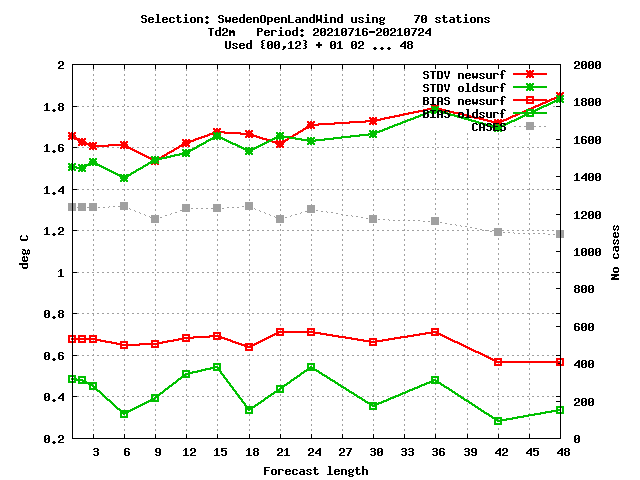 Selection: SwedenOpenLandWind using    70 stations
Td2m   Period: 20210716-20210724
Used {00,12} + 01 02 ... 48
STDV newsurf
STDV oldsurf
BIAS newsurf
BIAS oldsurf
CASES
2
1.8
1.6
1.4
1.2
1
0.8
0.6
0.4
0.2
deg C
2000
1800
1600
1400
1200
1000
800
600
400
200
0
No cases
3 6 9 12 15 18 21 24 27 30 33 36 39 42 45 48
Forecast length